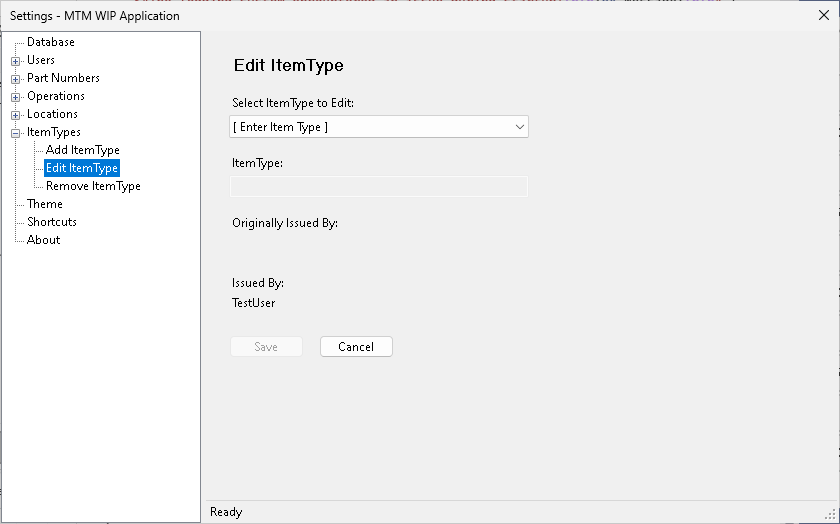 Settings - MTM WIP Application
Database
Users
Part Numbers
Operations
Locations
ItemTypes
Add ItemType
Edit ItemType
Remove ItemType
Theme
Shortcuts
About
Edit ItemType
Select ItemType to Edit:
[ Enter Item Type ]
ItemType:
Originally Issued By:
Issued By:
TestUser
Save
Cancel
Ready